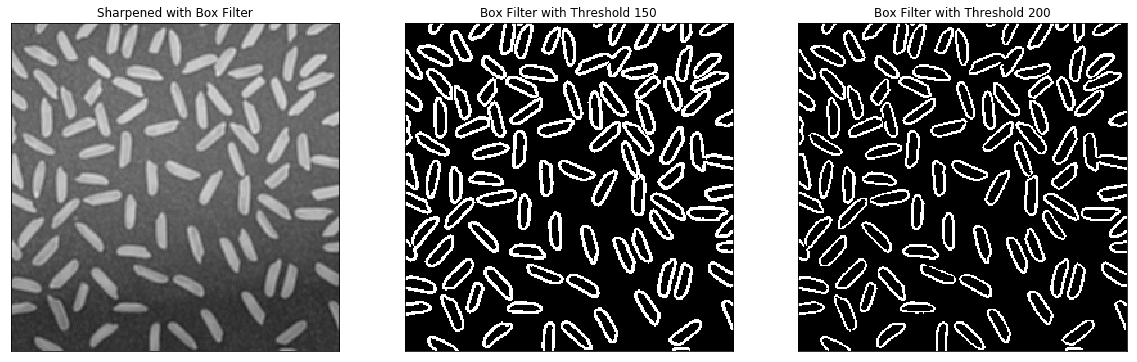 Sharpened with Box Filter
Box Filter with Threshold 150
Box Filter with Threshold 200